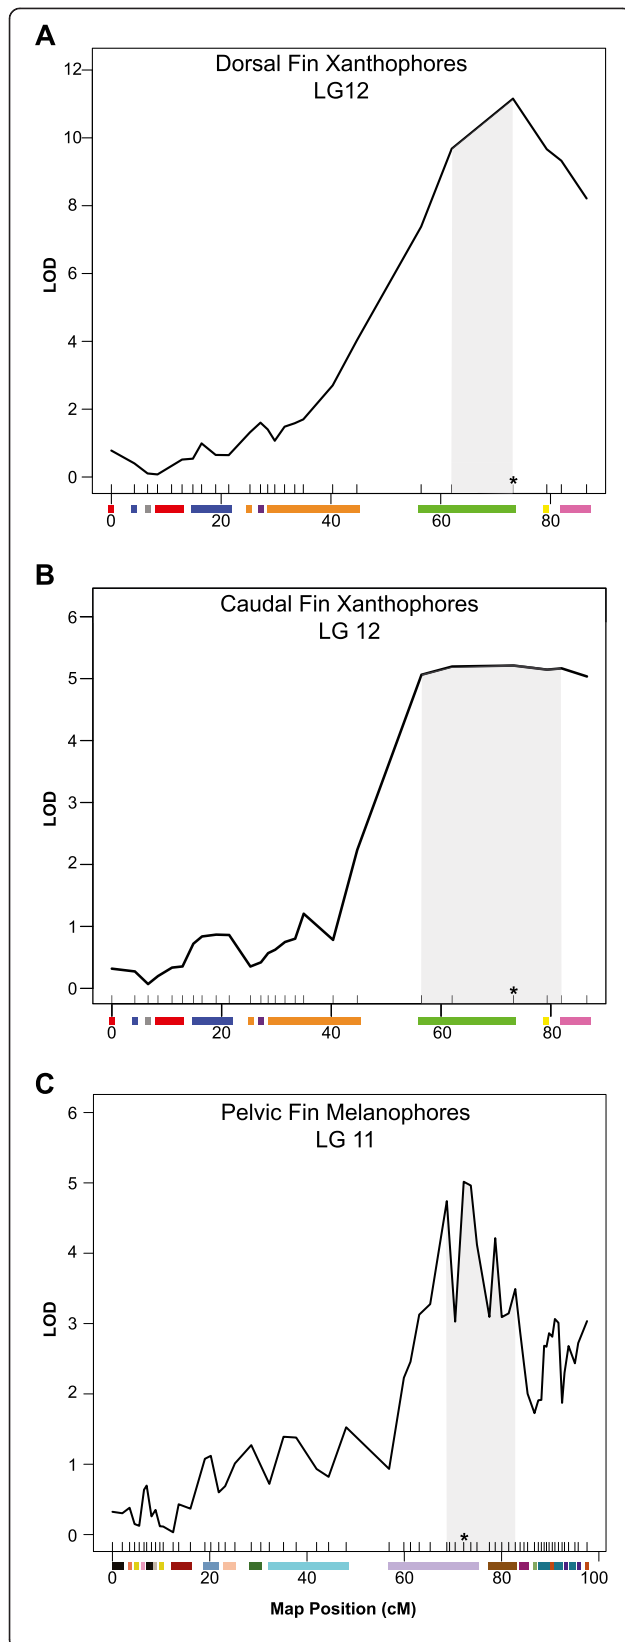 A
Dorsal Fin Xanthophores
LG12
12
10
8
6
4
2
0
LOD
*
0 20 40 60 80
B
Caudal Fin Xanthophores
LG 12
6
5
4
3
2
1
0
LOD
*
0 20 40 60 80
C
Pelvic Fin Melanophores
LG 11
6
5
4
3
2
1
0
LOD
*
0 20 40 60 80 100
Map Position (cM)